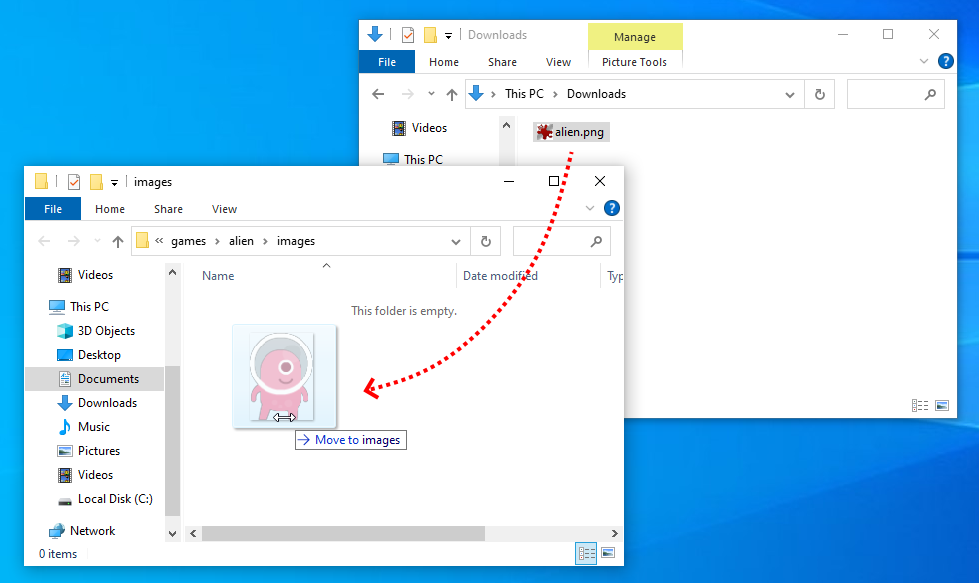 Downloads
Manage
File
Home
Share
View
Picture Tools
?
This PC > Downloads
Videos
This PC
alien.png
images
File
Home
Share
View
?
« games > alien > images
Videos
This PC
3D Objects
Desktop
Documents
Downloads
Music
Pictures
Videos
Local Disk (C:)
Network
Name
Date modified
Typ
This folder is empty.
Move to images
0 items